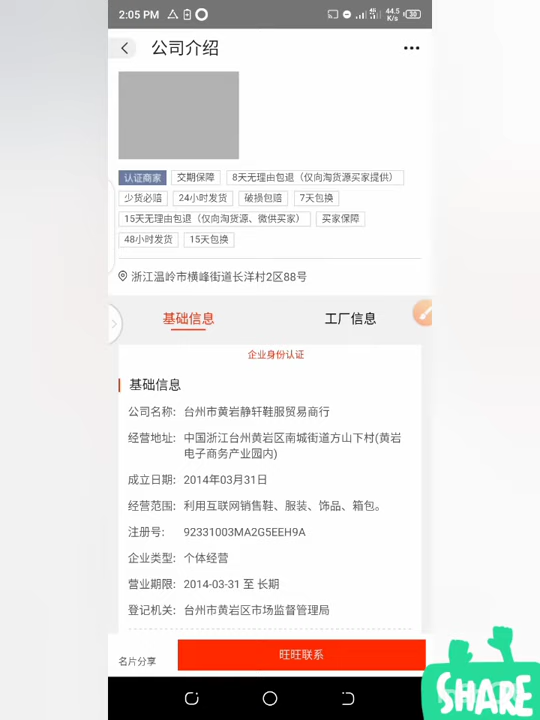 2:05 PM
4G 44.5 K/s 30
公司介绍
认证商家 交期保障 8天无理由包退（仅向淘货源买家提供）
少货必赔 24小时发货 破损包赔 7天包换
15天无理由包退（仅向淘货源、微供买家） 买家保障
48小时发货 15天包换
浙江温岭市横峰街道长洋村2区88号
基础信息 工厂信息
企业身份认证
基础信息
公司名称: 台州市黄岩静轩鞋服贸易商行
经营地址: 中国浙江台州黄岩区南城街道方山下村(黄岩
电子商务产业园内)
成立日期: 2014年03月31日
经营范围: 利用互联网销售鞋、服装、饰品、箱包。
注册号: 92331003MA2G5EEH9A
企业类型: 个体经营
营业期限: 2014-03-31 至 长期
登记机关: 台州市黄岩区市场监督管理局
名片分享 旺旺联系
SHARE